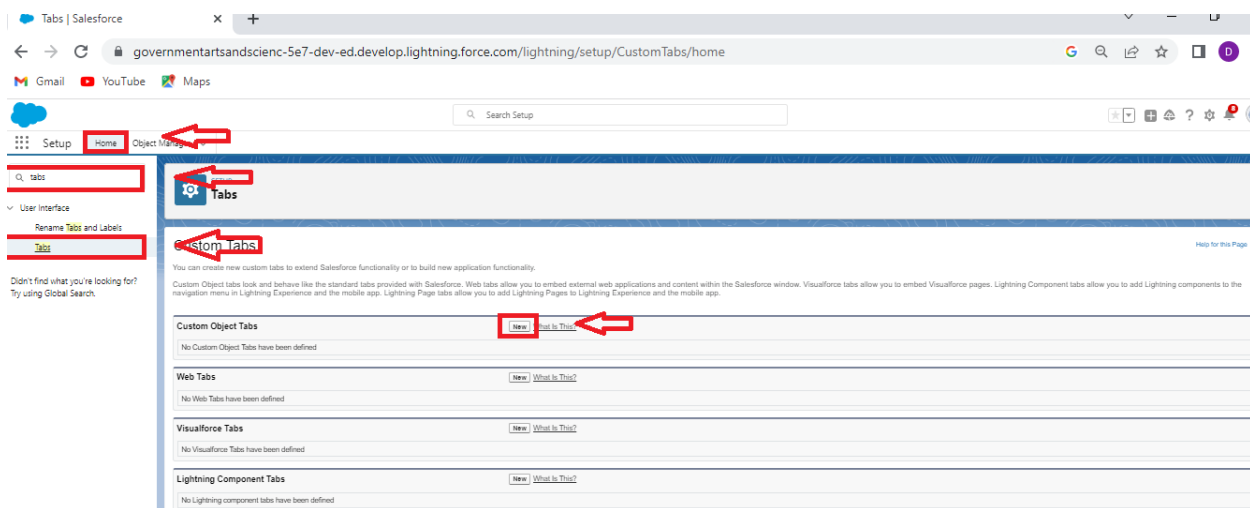 Tabs | Salesforce
governmentartsandscienc-5e7-dev-ed.develop.lightning.force.com/lightning/setup/CustomTabs/home
G
D
Gmail YouTube Maps
Search Setup
Setup Home Object
tabs
SETUP
Tabs
User Interface
Rename Tabs and Labels
Tabs
Didn't find what you're looking for?
Try using Global Search.
Custom Tabs
Help for this Page
You can create new custom tabs to extend Salesforce functionality or to build new application functionality.
Custom Object tabs look and behave like the standard tabs provided with Salesforce. Web tabs allow you to embed external web applications and content within the Salesforce window. Visualforce tabs allow you to embed Visualforce pages. Lightning Component tabs allow you to add Lightning components to the
navigation menu in Lightning Experience and the mobile app. Lightning Page tabs allow you to add Lightning Pages to Lightning Experience and the mobile app.
Custom Object Tabs New What Is This?
No Custom Object Tabs have been defined
Web Tabs New What Is This?
No Web Tabs have been defined
Visualforce Tabs New What Is This?
No Visualforce Tabs have been defined
Lightning Component Tabs New What Is This?
No Lightning component tabs have been defined